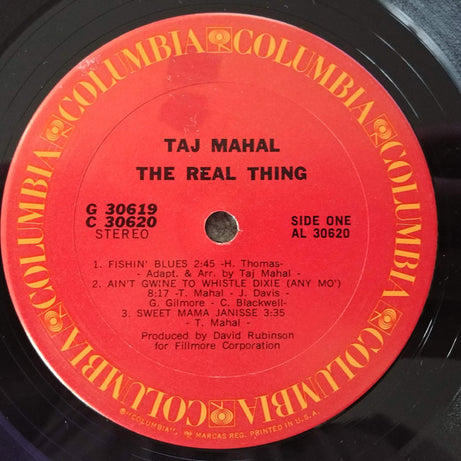 COLUMBIA COLUMBIA COLUMBIA COLUMBIA COLUMBIA COLUMBIA
TAJ MAHAL
THE REAL THING
G 30619
C 30620
STEREO
SIDE ONE
AL 30620
1. FISHIN' BLUES 2:45 -H. Thomas-
Adapt. & Arr. by Taj Mahal -
2. AIN'T GWINE TO WHISTLE DIXIE (ANY MO')
8:17 -T. Mahal - J. Davis -
G. Gilmore - C. Blackwell-
3. SWEET MAMA JANISSE 3:35
- T. Mahal -
Produced by David Rubinson
for Fillmore Corporation
® "COLUMBIA" MARCAS REG. PRINTED IN U.S.A.